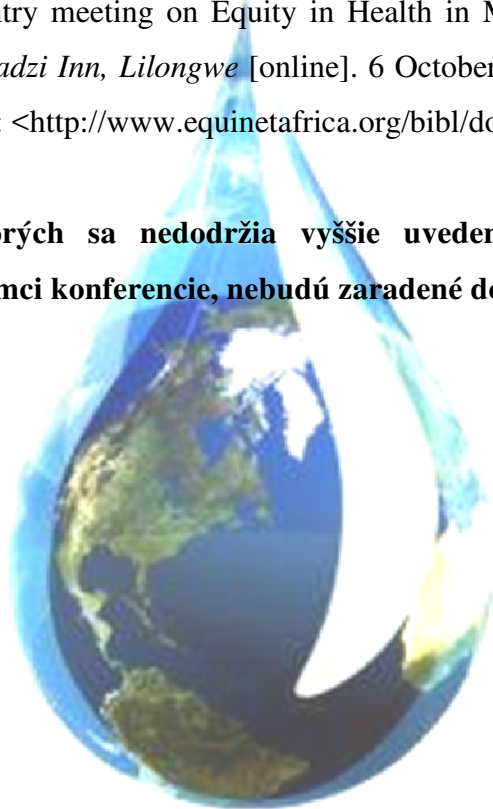 ntry meeting on Equity in Health in M
adzi Inn, Lilongwe [online]. 6 October
: <http://www.equinetafrica.org/bibl/do
orých sa nedodržia vyššie uveden
mci konferencie, nebudú zaradené do